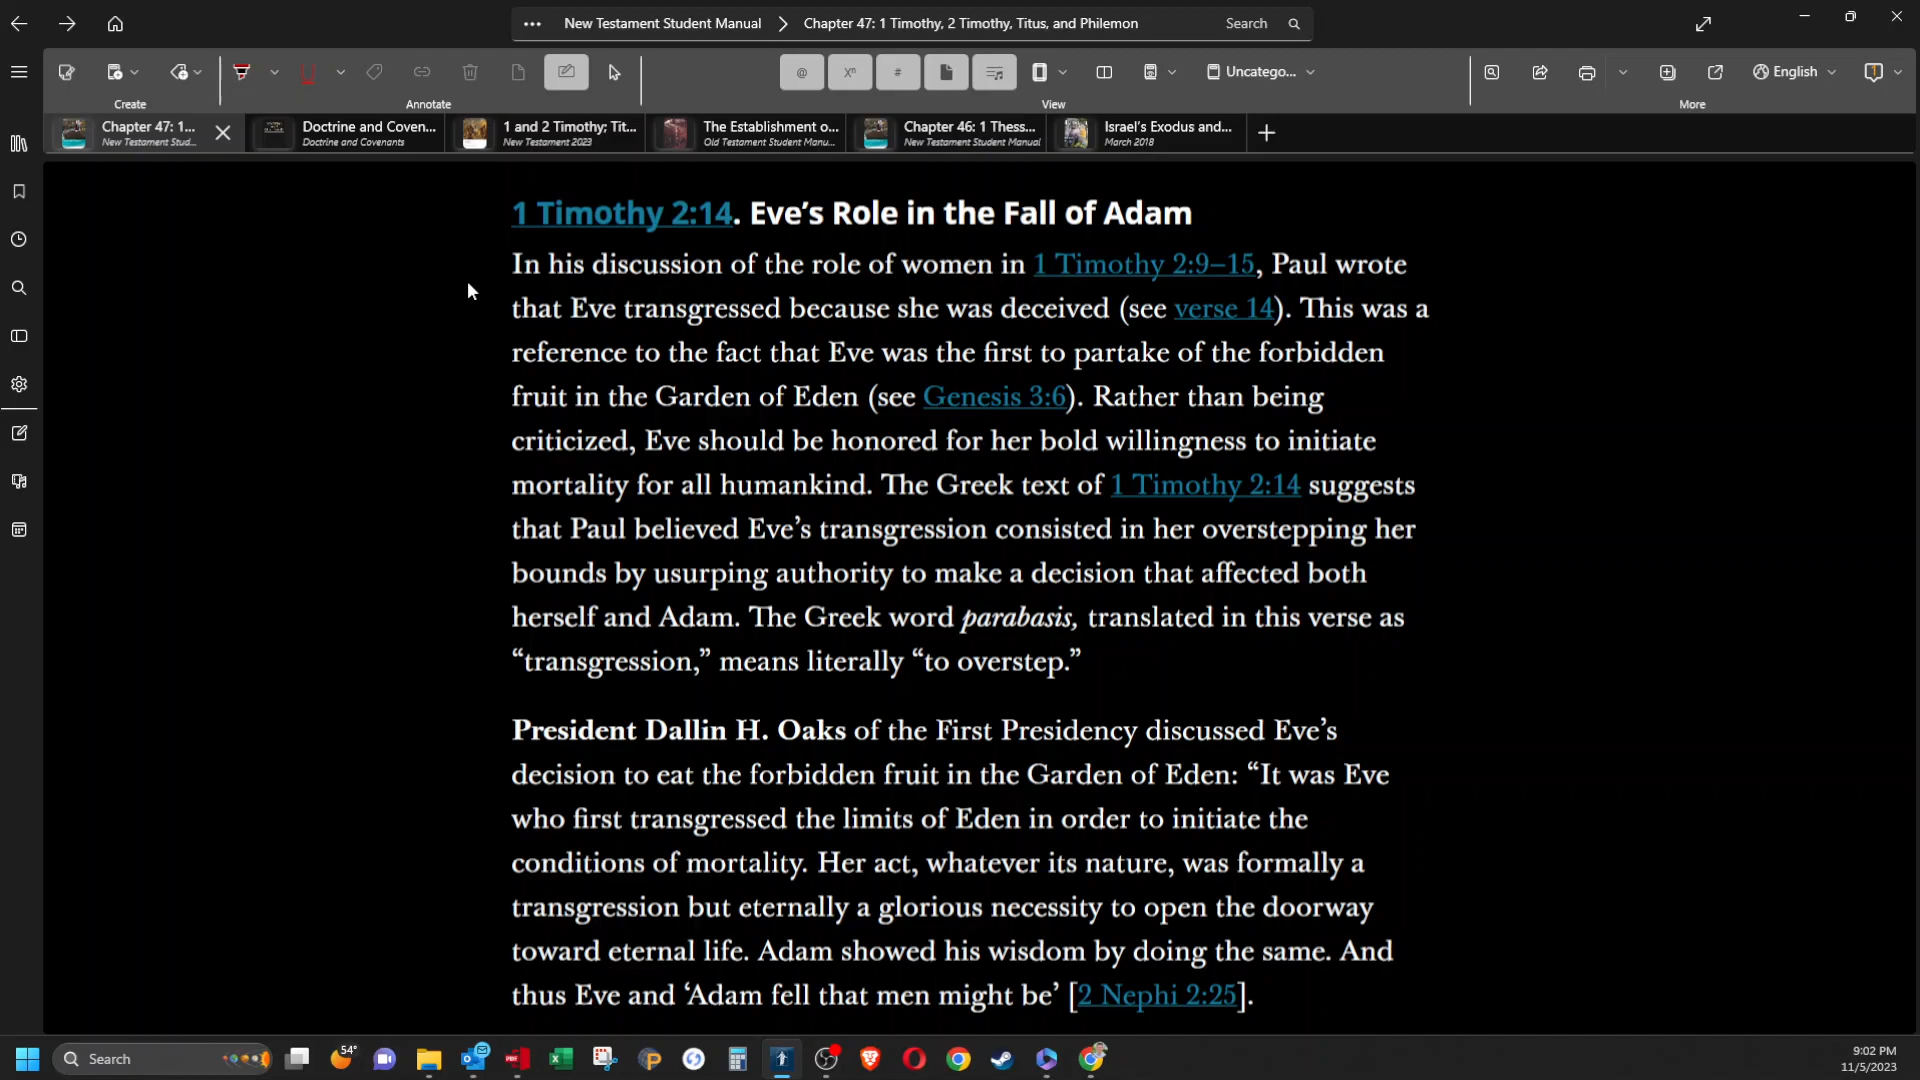 New Testament Student Manual > Chapter 47: 1 Timothy, 2 Timothy, Titus, and Philemon Search
Uncatego...
English
1
Create
Annotate
View
More
@ Xⁿ #
Chapter 47: 1...
New Testament Stud...
Doctrine and Coven...
Doctrine and Covenants
1 and 2 Timothy; Tit...
New Testament 2023
The Establishment o...
Old Testament Student Manu...
Chapter 46: 1 Thess...
New Testament Student Manual
Israel's Exodus and...
March 2018
1 Timothy 2:14. Eve’s Role in the Fall of Adam
In his discussion of the role of women in 1 Timothy 2:9–15, Paul wrote
that Eve transgressed because she was deceived (see verse 14). This was a
reference to the fact that Eve was the first to partake of the forbidden
fruit in the Garden of Eden (see Genesis 3:6). Rather than being
criticized, Eve should be honored for her bold willingness to initiate
mortality for all humankind. The Greek text of 1 Timothy 2:14 suggests
that Paul believed Eve’s transgression consisted in her overstepping her
bounds by usurping authority to make a decision that affected both
herself and Adam. The Greek word parabasis, translated in this verse as
“transgression,” means literally “to overstep.”
President Dallin H. Oaks of the First Presidency discussed Eve’s
decision to eat the forbidden fruit in the Garden of Eden: “It was Eve
who first transgressed the limits of Eden in order to initiate the
conditions of mortality. Her act, whatever its nature, was formally a
transgression but eternally a glorious necessity to open the doorway
toward eternal life. Adam showed his wisdom by doing the same. And
thus Eve and ‘Adam fell that men might be’ [2 Nephi 2:25].
Search
54°
PDF
9:02 PM
11/5/2023